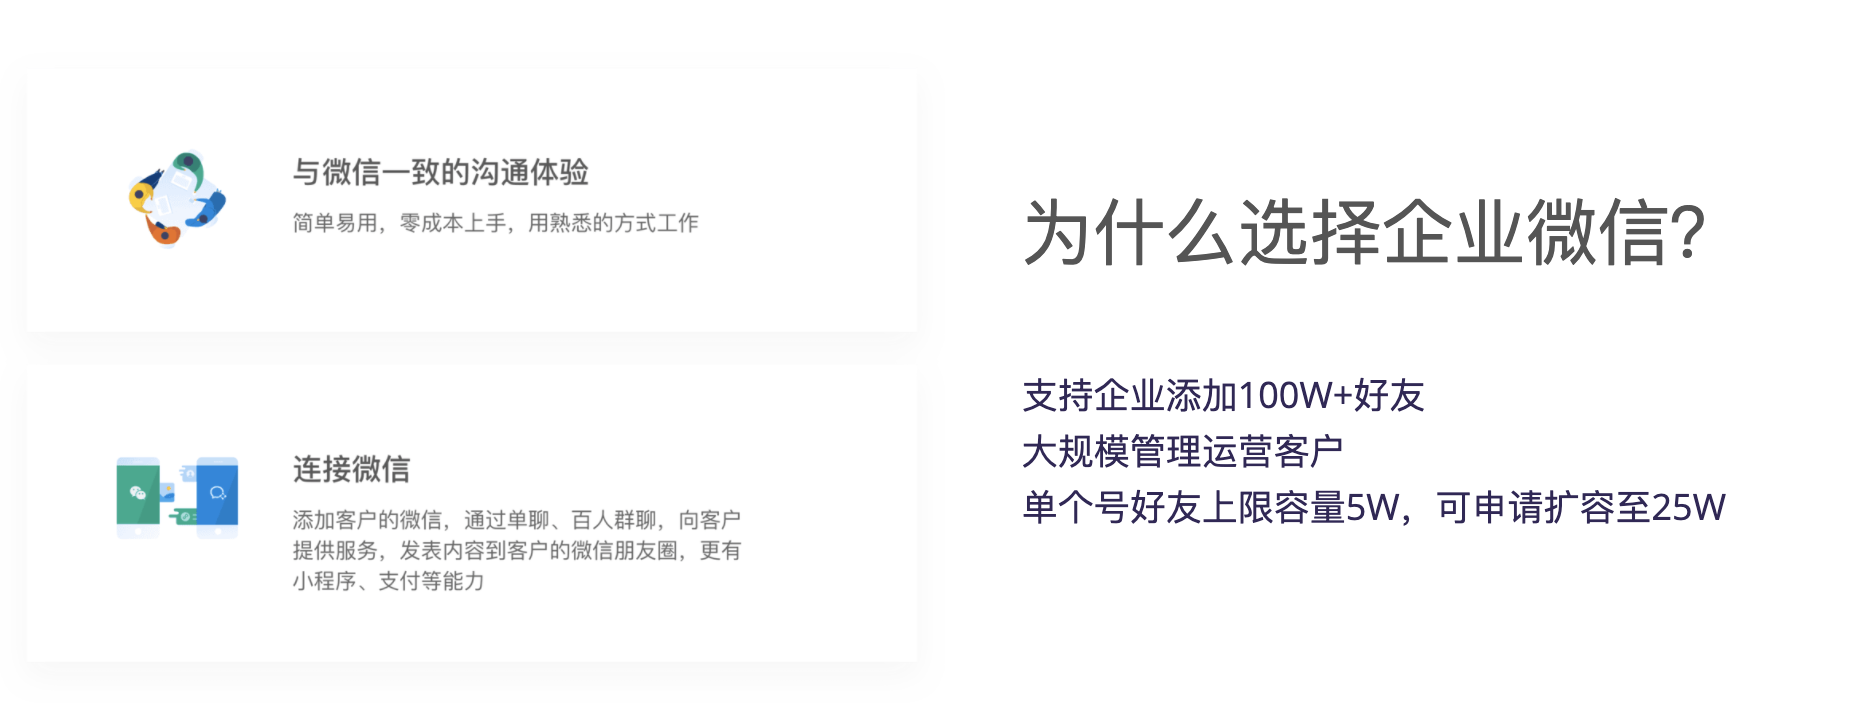 与微信一致的沟通体验
简单易用，零成本上手，用熟悉的方式工作
连接微信
添加客户的微信，通过单聊、百人群聊，向客户
提供服务，发表内容到客户的微信朋友圈，更有
小程序、支付等能力
为什么选择企业微信?
支持企业添加100W+好友
大规模管理运营客户
单个号好友上限容量5W，可申请扩容至25W